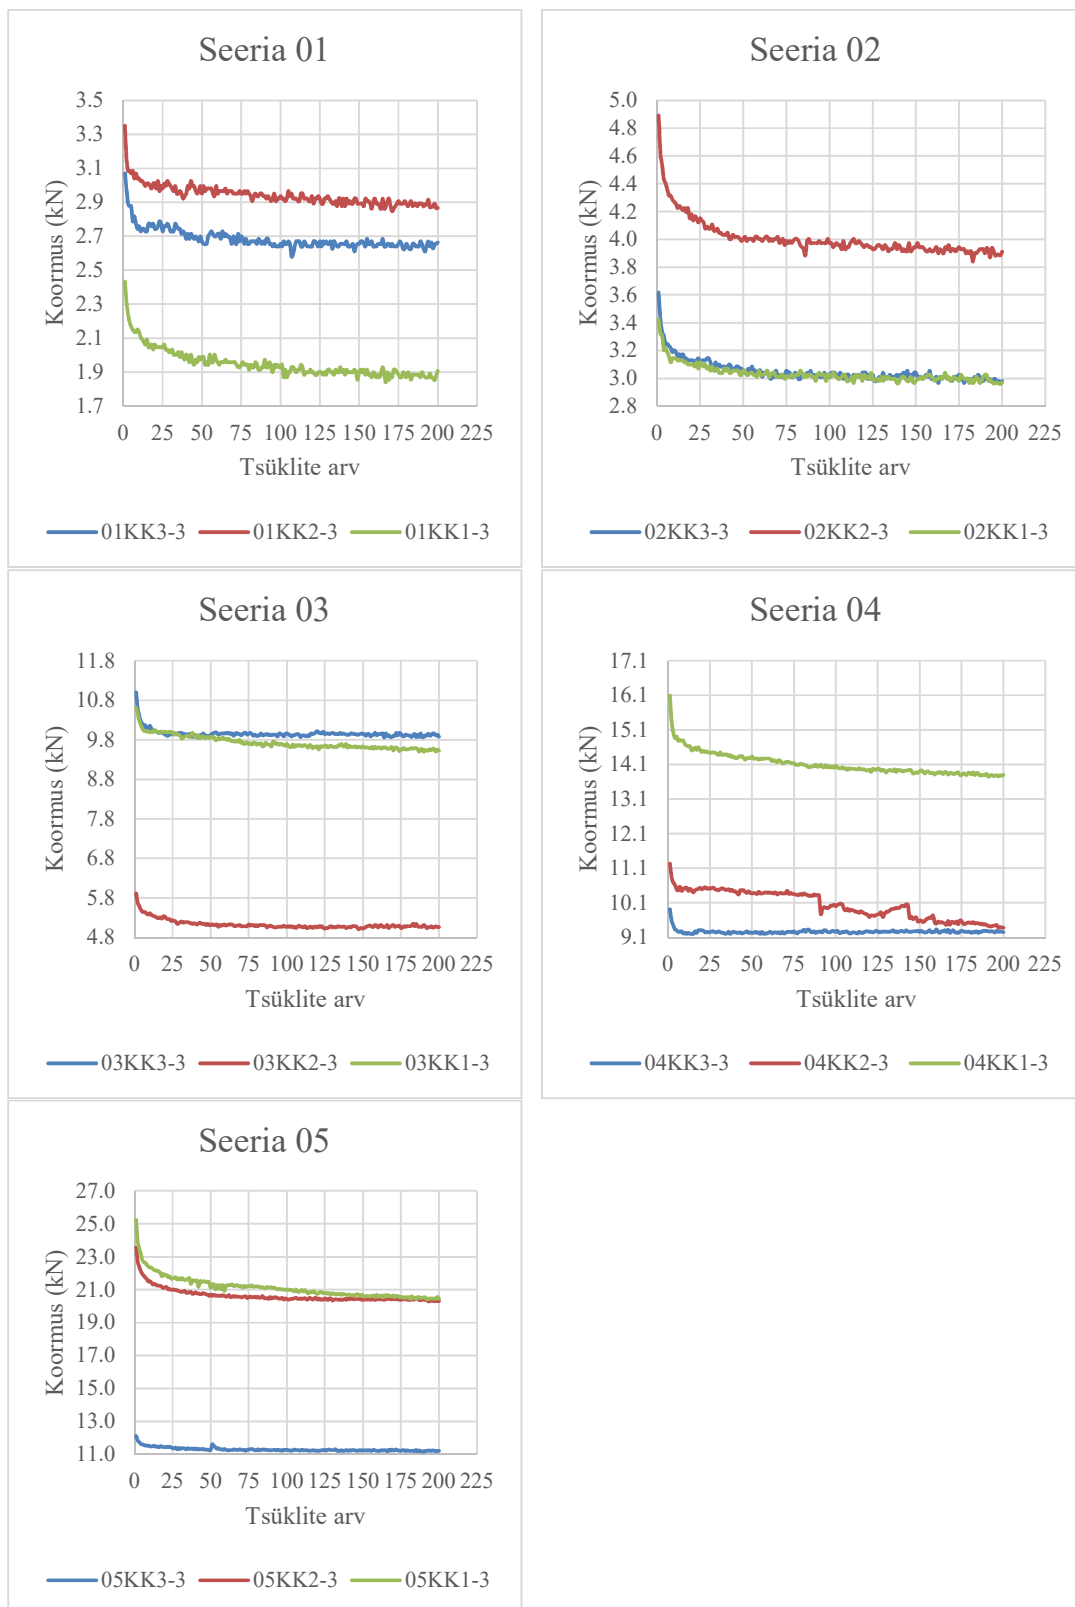 Seeria 01
3.5
3.3
3.1
2.9
2.7
2.5
2.3
2.1
1.9
1.7
Koormus (kN)
0 25 50 75 100 125 150 175 200 225
Tsüklite arv
01KK3-3 01KK2-3 01KK1-3
Seeria 02
5.0
4.8
4.6
4.4
4.2
4.0
3.8
3.6
3.4
3.2
3.0
2.8
Koormus (kN)
0 25 50 75 100 125 150 175 200 225
Tsüklite arv
02KK3-3 02KK2-3 02KK1-3
Seeria 03
11.8
10.8
9.8
8.8
7.8
6.8
5.8
4.8
Koormus (kN)
0 25 50 75 100 125 150 175 200 225
Tsüklite arv
03KK3-3 03KK2-3 03KK1-3
Seeria 04
17.1
16.1
15.1
14.1
13.1
12.1
11.1
10.1
9.1
Koormus (kN)
0 25 50 75 100 125 150 175 200 225
Tsüklite arv
04KK3-3 04KK2-3 04KK1-3
Seeria 05
27.0
25.0
23.0
21.0
19.0
17.0
15.0
13.0
11.0
Koormus (kN)
0 25 50 75 100 125 150 175 200 225
Tsüklite arv
05KK3-3 05KK2-3 05KK1-3